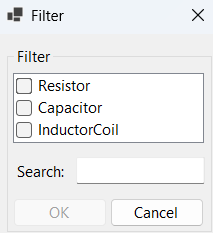 Filter
Filter
Resistor
Capacitor
InductorCoil
Search:
OK Cancel